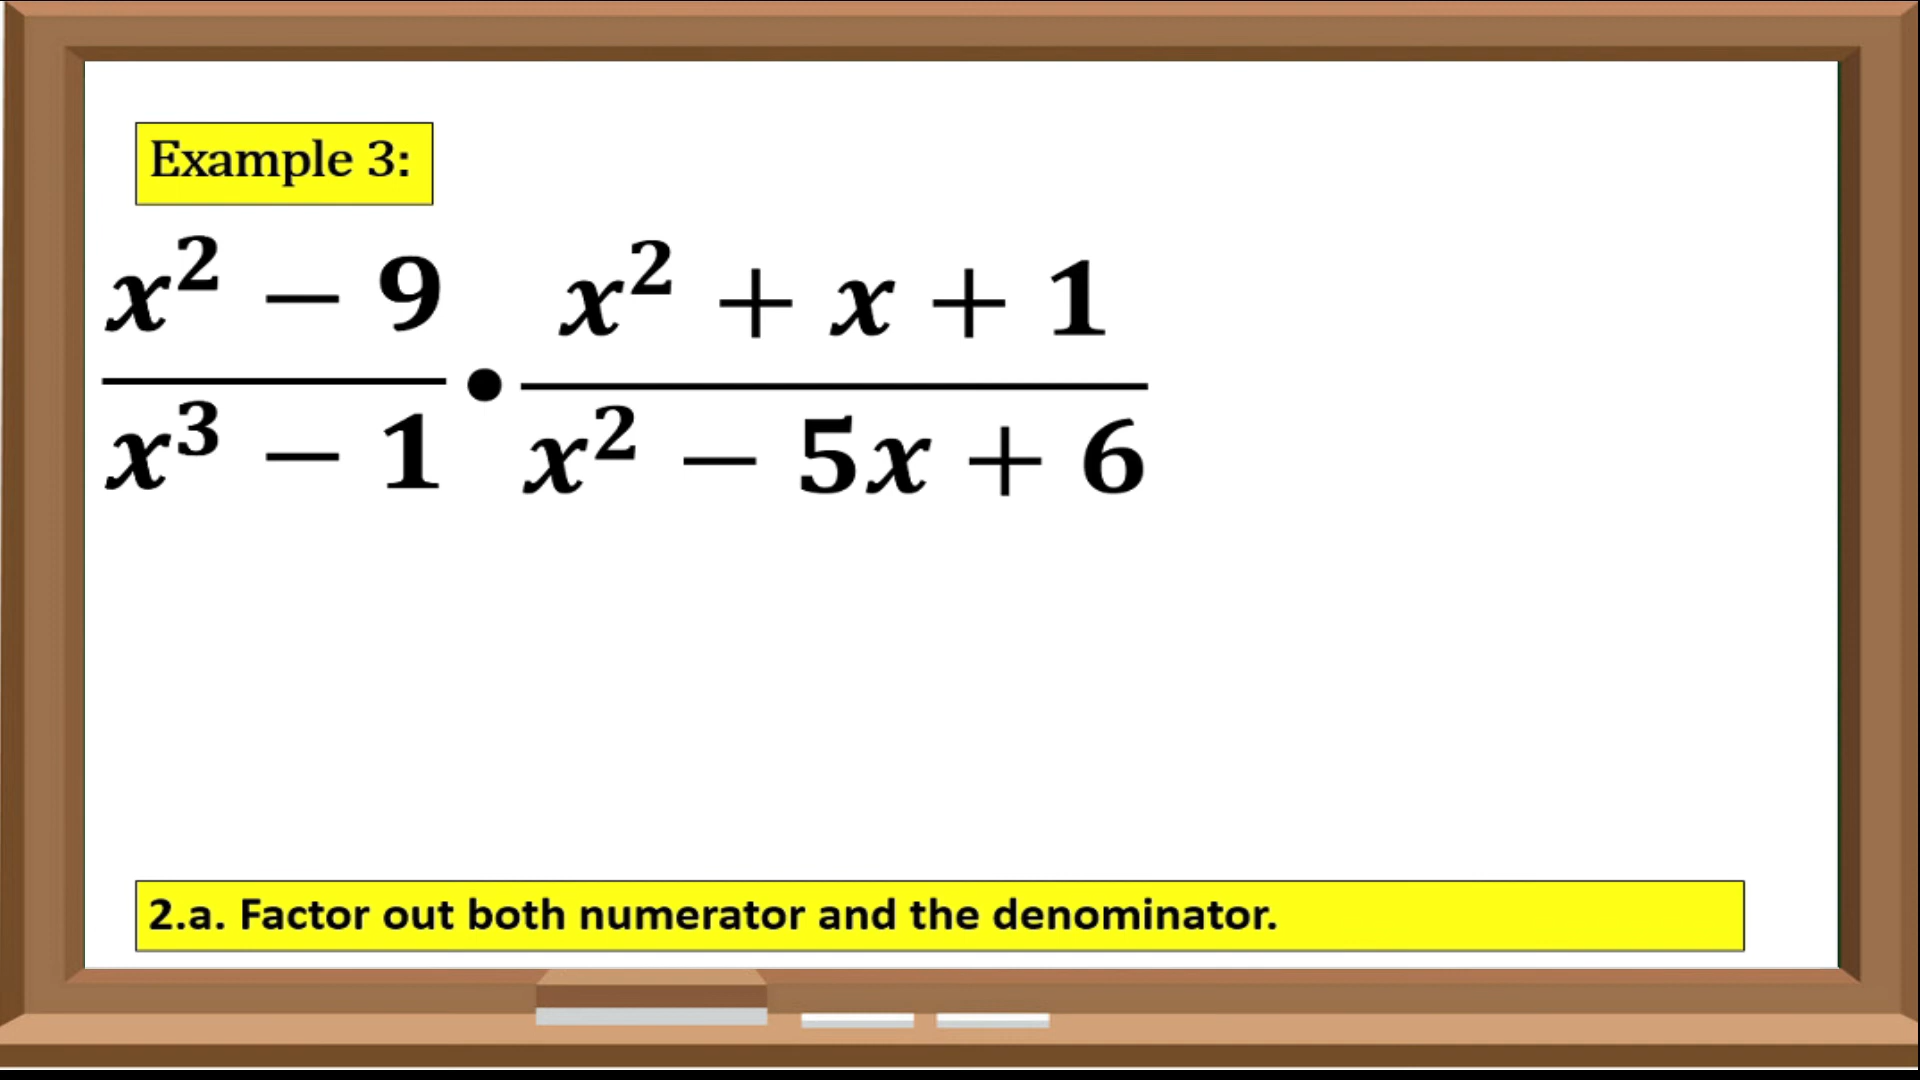 Example 3:
x² − 9 / x³ − 1 • x² + x + 1 / x² − 5x + 6
2.a. Factor out both numerator and the denominator.